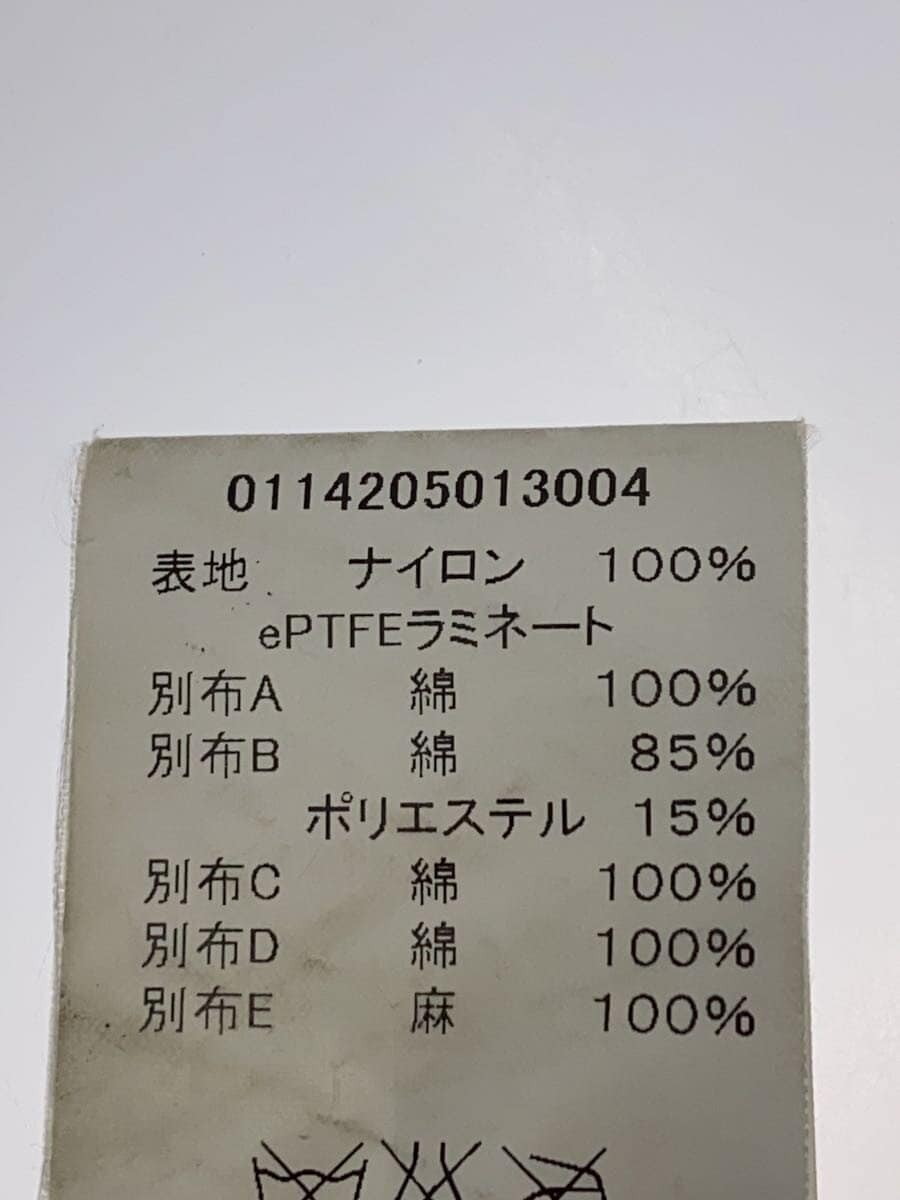 0114205013004
表地 ナイロン 100%
ePTFEラミネート
別布A 綿 100%
別布B 綿 85%
ポリエステル 15%
別布C 綿 100%
別布D 綿 100%
別布E 麻 100%